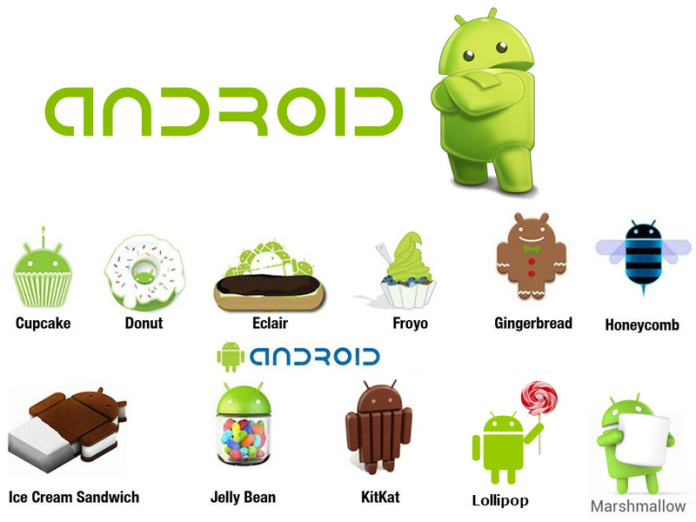 ANDROID
Cupcake
Donut
Eclair
Froyo
Gingerbread
Honeycomb
ANDROID
Ice Cream Sandwich
Jelly Bean
KitKat
Lollipop
Marshmallow